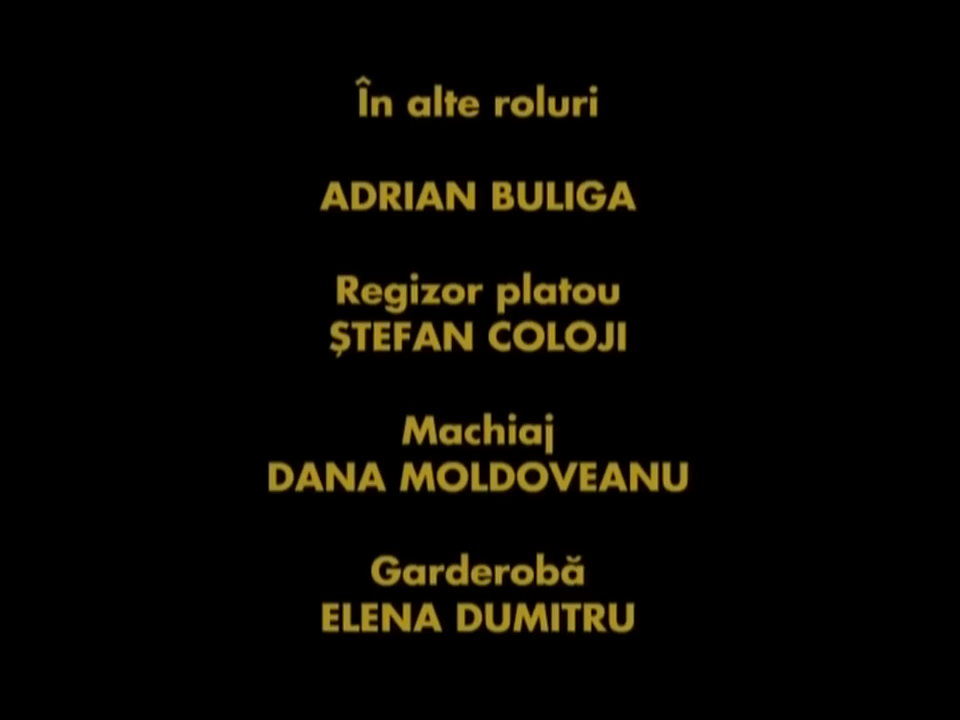 În alte roluri
ADRIAN BULIGA
Regizor platou
ȘTEFAN COLOJI
Machiaj
DANA MOLDOVEANU
Garderobă
ELENA DUMITRU